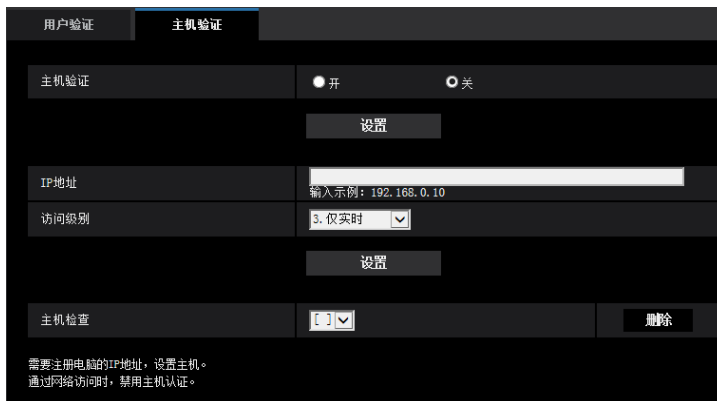 用户验证 主机验证
主机验证 开 关
设置
IP地址
输入示例: 192.168.0.10
访问级别 3. 仅实时
设置
主机检查 [ ] 删除
需要注册电脑的IP地址,设置主机。
通过网络访问时,禁用主机认证。